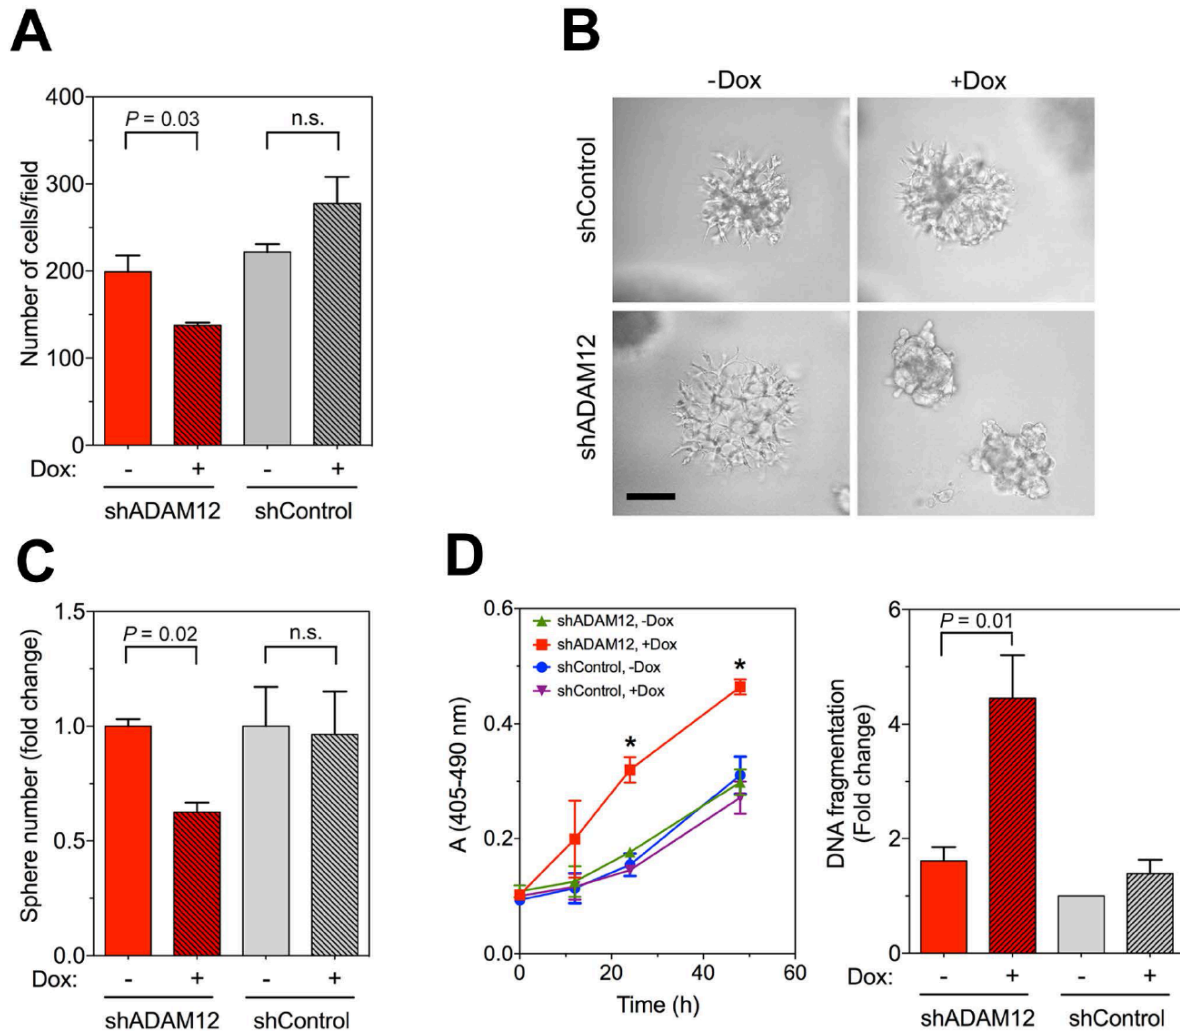 A
Number of cells/field
400
300
200
100
0
P = 0.03
n.s.
Dox: - + - +
shADAM12 shControl
B
-Dox +Dox
shControl
shADAM12
C
Sphere number (fold change)
1.5
1.0
0.5
0.0
P = 0.02
n.s.
Dox: - + - +
shADAM12 shControl
D
A (405-490 nm)
0.6
0.4
0.2
0.0
shADAM12, -Dox
shADAM12, +Dox
shControl, -Dox
shControl, +Dox
*
*
0 20 40 60
Time (h)
DNA fragmentation
(Fold change)
6
4
2
0
P = 0.01
Dox: - + - +
shADAM12 shControl